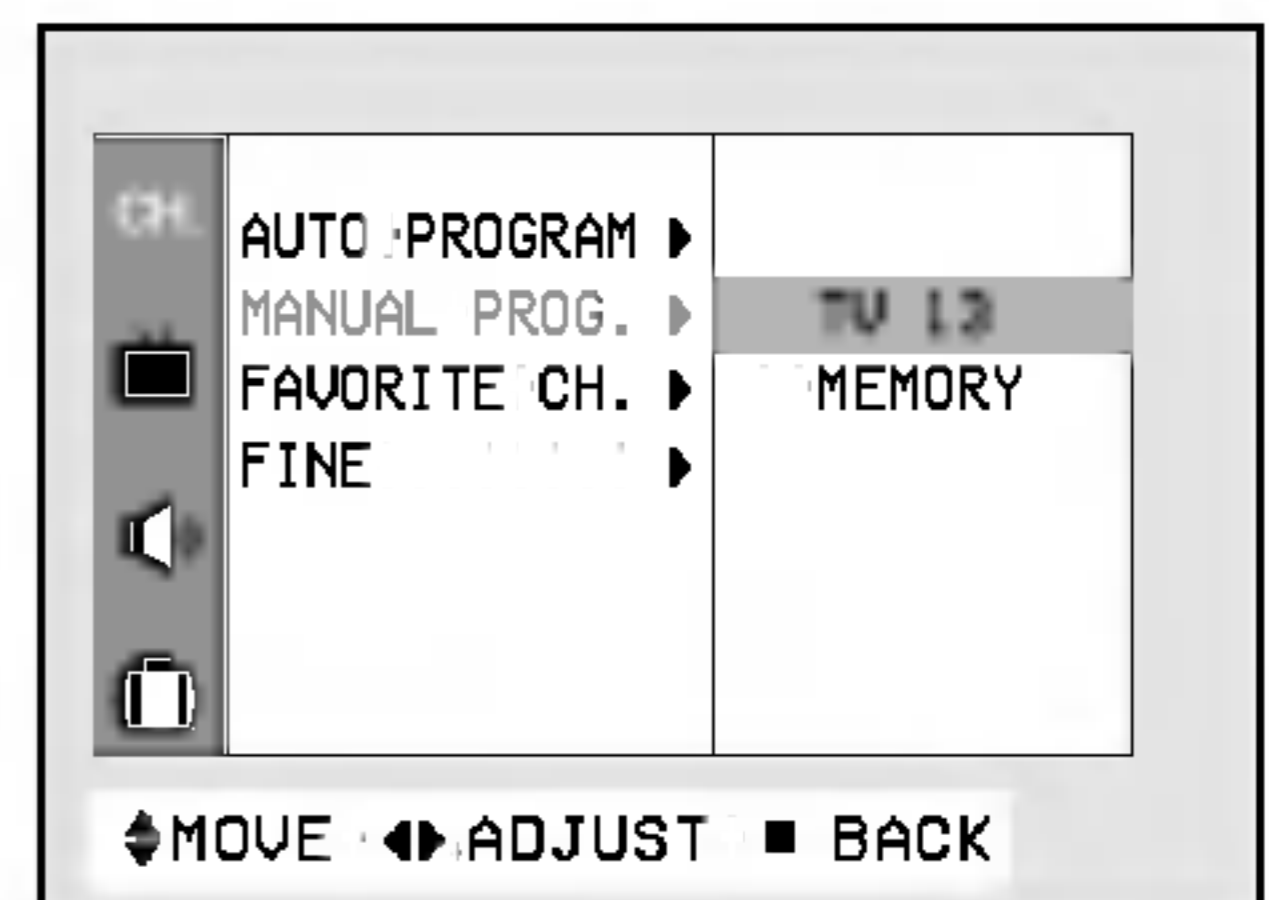 CH.
AUTO PROGRAM
MANUAL PROG.
TV 13
FAVORITE CH.
MEMORY
FINE
MOVE ADJUST BACK